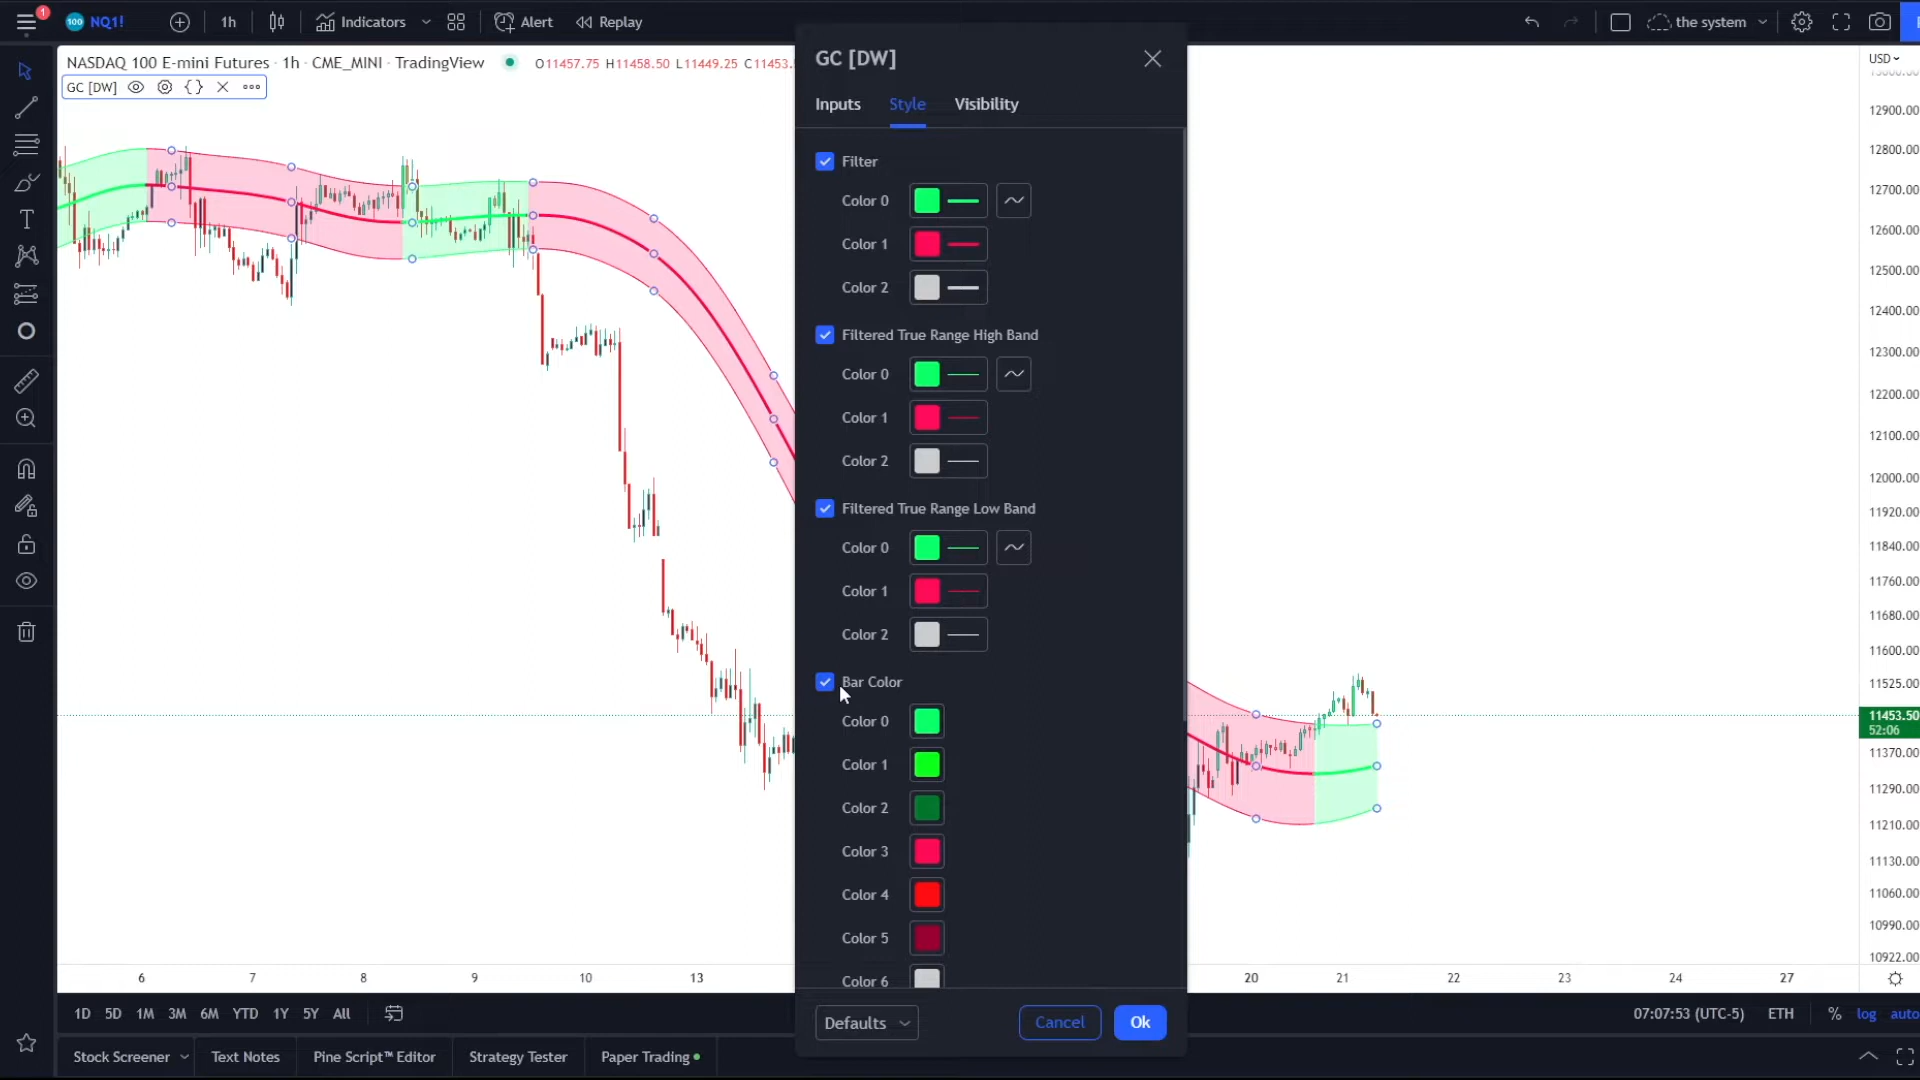 1
100 NQ1!
1h
Indicators
Alert
Replay
the system
NASDAQ 100 E-mini Futures · 1h · CME_MINI · TradingView
O11457.75 H11458.50 L11449.25 C11453.
GC [DW]
USD
GC [DW]
Inputs
Style
Visibility
Filter
Color 0
Color 1
Color 2
Filtered True Range High Band
Color 0
Color 1
Color 2
Filtered True Range Low Band
Color 0
Color 1
Color 2
Bar Color
Color 0
Color 1
Color 2
Color 3
Color 4
Color 5
Color 6
Defaults
Cancel
Ok
12900.00
12800.00
12700.00
12600.00
12500.00
12400.00
12300.00
12200.00
12100.00
12000.00
11920.00
11840.00
11760.00
11680.00
11600.00
11525.00
11453.50
52:06
11370.00
11290.00
11210.00
11130.00
11060.00
10990.00
10922.00
6 7 8 9 10 13 20 21 22 23 24 27
1D 5D 1M 3M 6M YTD 1Y 5Y All
07:07:53 (UTC-5) ETH % log auto
Stock Screener
Text Notes
Pine Script™ Editor
Strategy Tester
Paper Trading